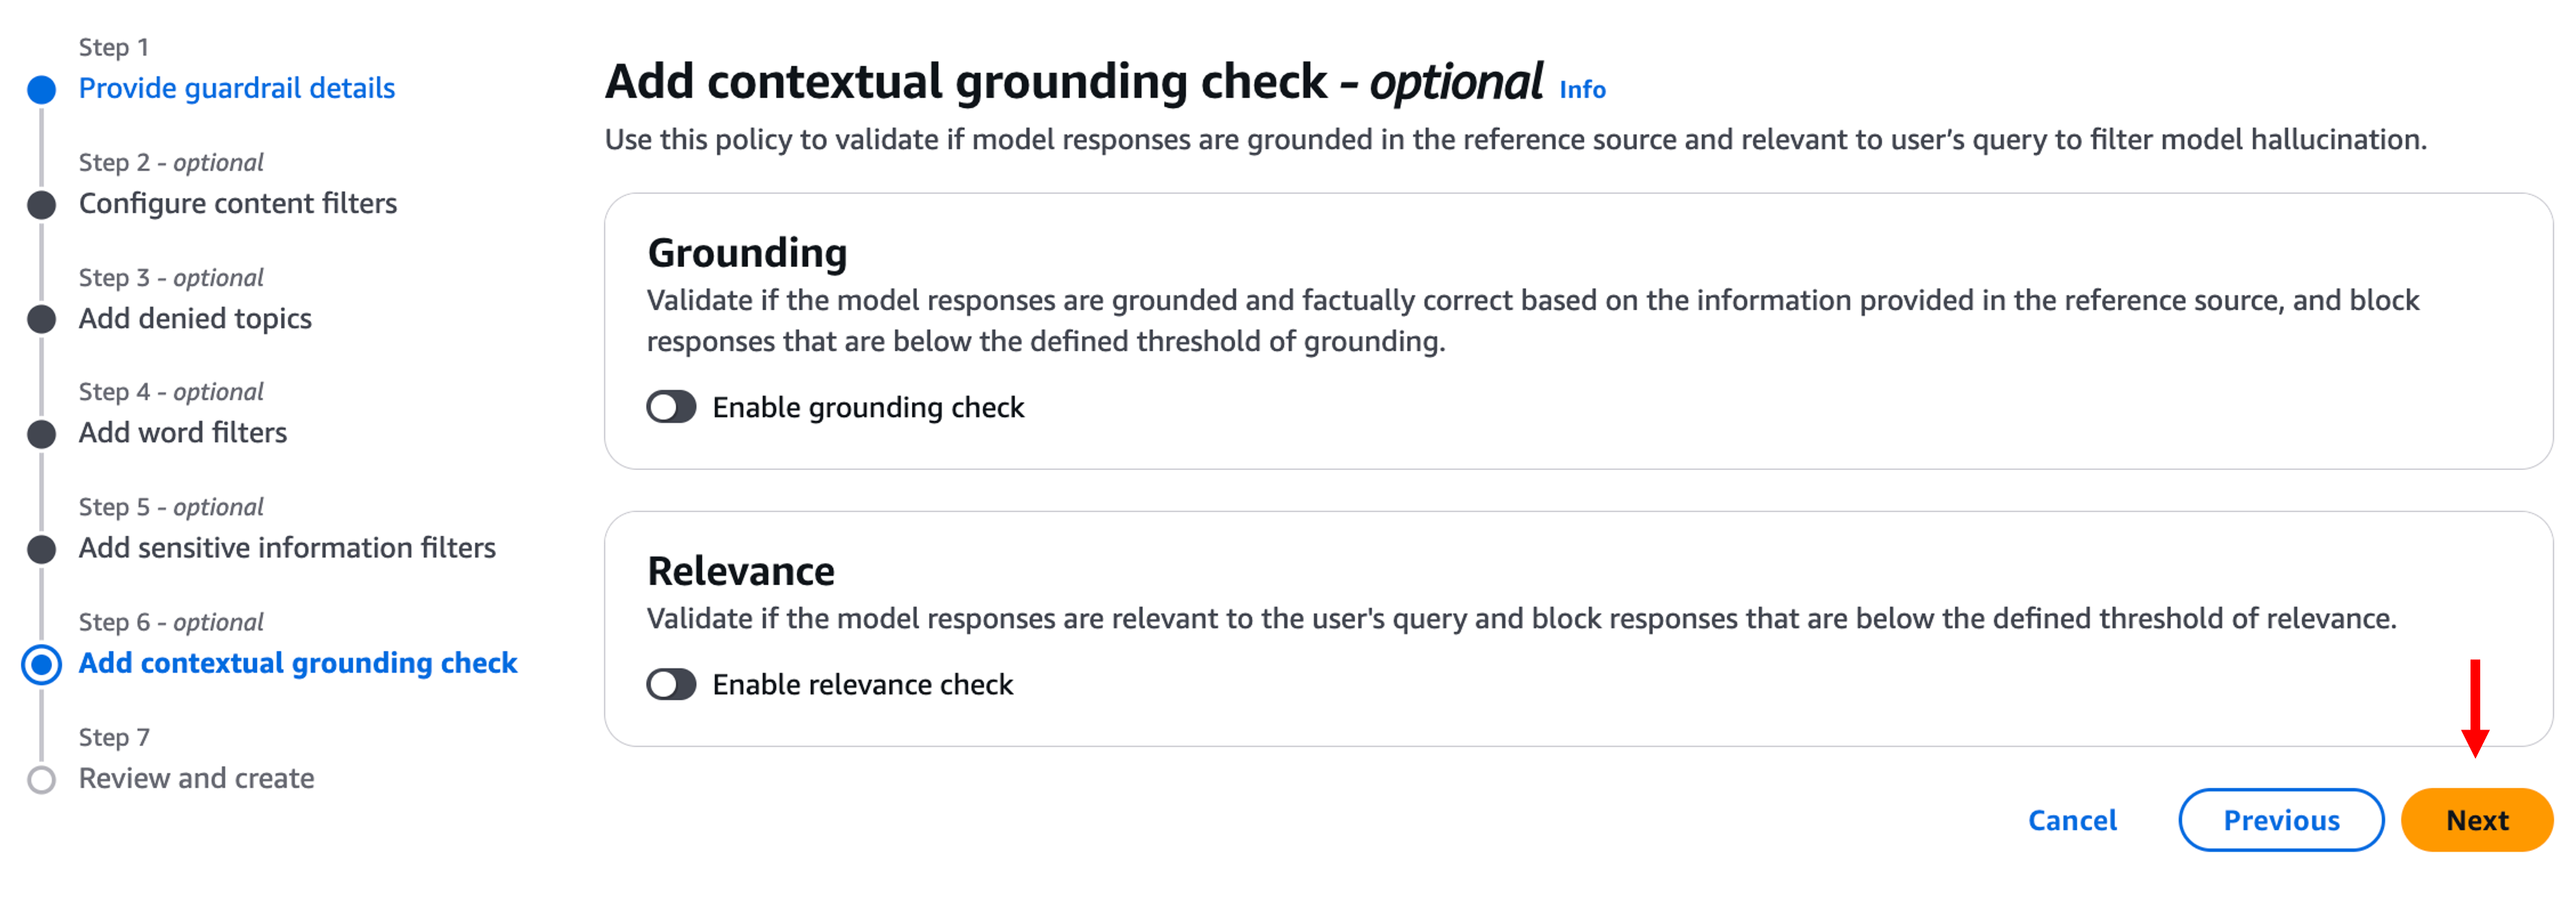 Step 1
Provide guardrail details
Step 2 - optional
Configure content filters
Step 3 - optional
Add denied topics
Step 4 - optional
Add word filters
Step 5 - optional
Add sensitive information filters
Step 6 - optional
Add contextual grounding check
Step 7
Review and create
Add contextual grounding check - optional Info
Use this policy to validate if model responses are grounded in the reference source and relevant to user’s query to filter model hallucination.
Grounding
Validate if the model responses are grounded and factually correct based on the information provided in the reference source, and block
responses that are below the defined threshold of grounding.
Enable grounding check
Relevance
Validate if the model responses are relevant to the user's query and block responses that are below the defined threshold of relevance.
Enable relevance check
Cancel Previous Next